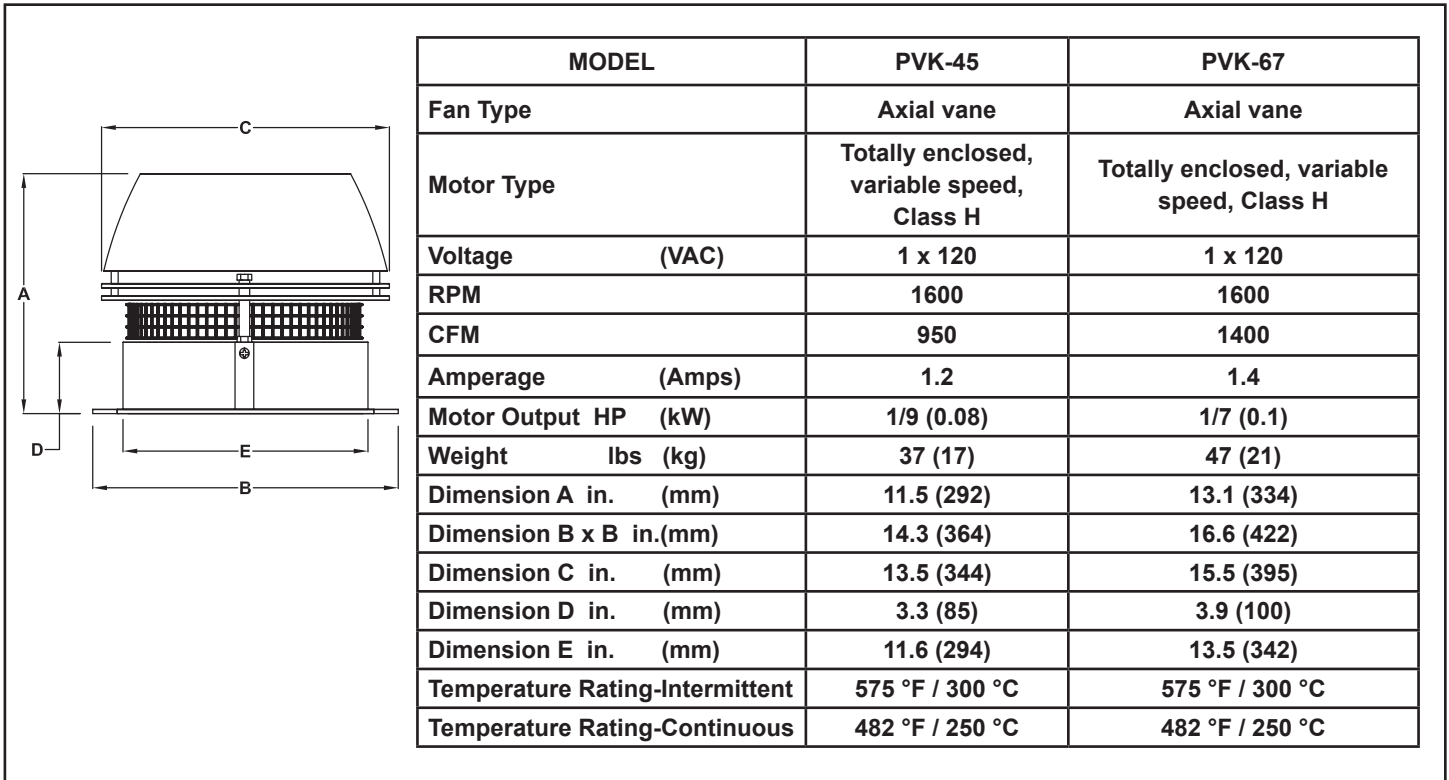 C
A
D
E
B
MODEL PVK-45 PVK-67
Fan Type Axial vane Axial vane
Motor Type Totally enclosed, variable speed, Class H Totally enclosed, variable speed, Class H
Voltage (VAC) 1 x 120 1 x 120
RPM 1600 1600
CFM 950 1400
Amperage (Amps) 1.2 1.4
Motor Output HP (kW) 1/9 (0.08) 1/7 (0.1)
Weight lbs (kg) 37 (17) 47 (21)
Dimension A in. (mm) 11.5 (292) 13.1 (334)
Dimension B x B in.(mm) 14.3 (364) 16.6 (422)
Dimension C in. (mm) 13.5 (344) 15.5 (395)
Dimension D in. (mm) 3.3 (85) 3.9 (100)
Dimension E in. (mm) 11.6 (294) 13.5 (342)
Temperature Rating-Intermittent 575 °F / 300 °C 575 °F / 300 °C
Temperature Rating-Continuous 482 °F / 250 °C 482 °F / 250 °C